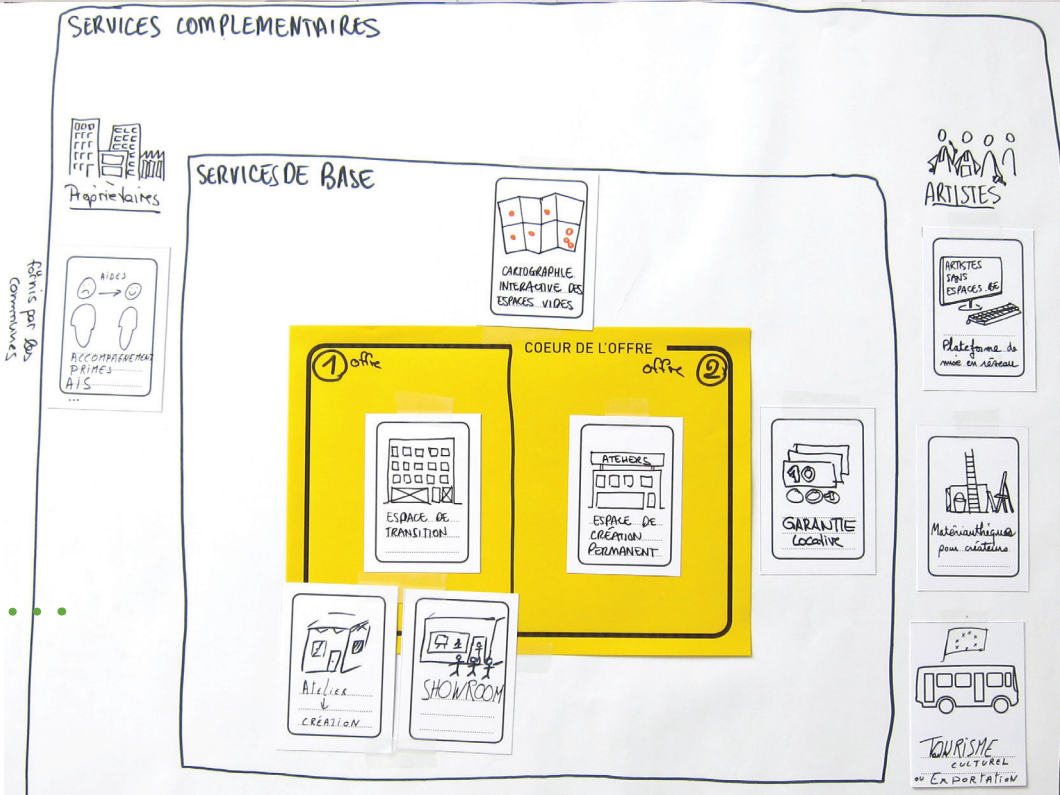 SERVICES COMPLEMENTAIRES
Propriétaires
fournis par les
communes
AIDES
ACCOMPAGNEMENT
PRIMES
AIS
...
SERVICES DE BASE
CARTOGRAPHIE
INTERACTIVE DES
ESPACES VIDES
COEUR DE L'OFFRE
1 offre
offre 2
ESPACE DE
TRANSITION
ATELIERS
ESPACE DE
CRÉATION
PERMANENT
10
GARANTIE
Locative
Atelier
↓
CRÉATION
SHOWROOM
ARTISTES
ARTISTES
SANS
ESPACES.BE
Plateforme de
mise en réseau
Matériauthèques
pour créateurs
TOURISME
CULTUREL
OU EXPORTATION